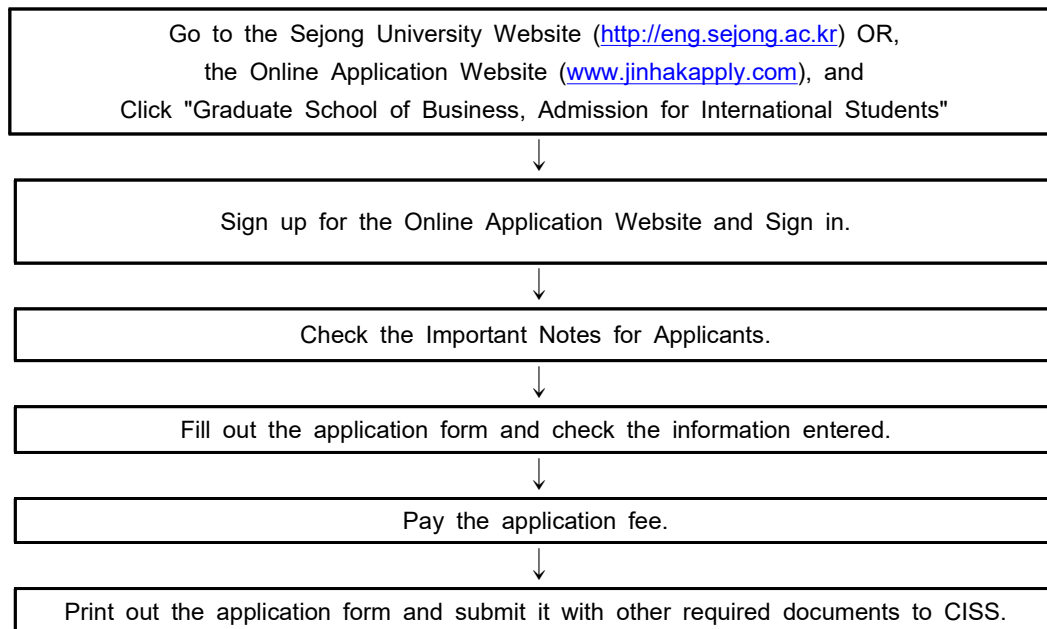 Go to the Sejong University Website (http://eng.sejong.ac.kr) OR,
the Online Application Website (www.jinhakapply.com), and
Click "Graduate School of Business, Admission for International Students"
↓
Sign up for the Online Application Website and Sign in.
↓
Check the Important Notes for Applicants.
↓
Fill out the application form and check the information entered.
↓
Pay the application fee.
↓
Print out the application form and submit it with other required documents to CISS.